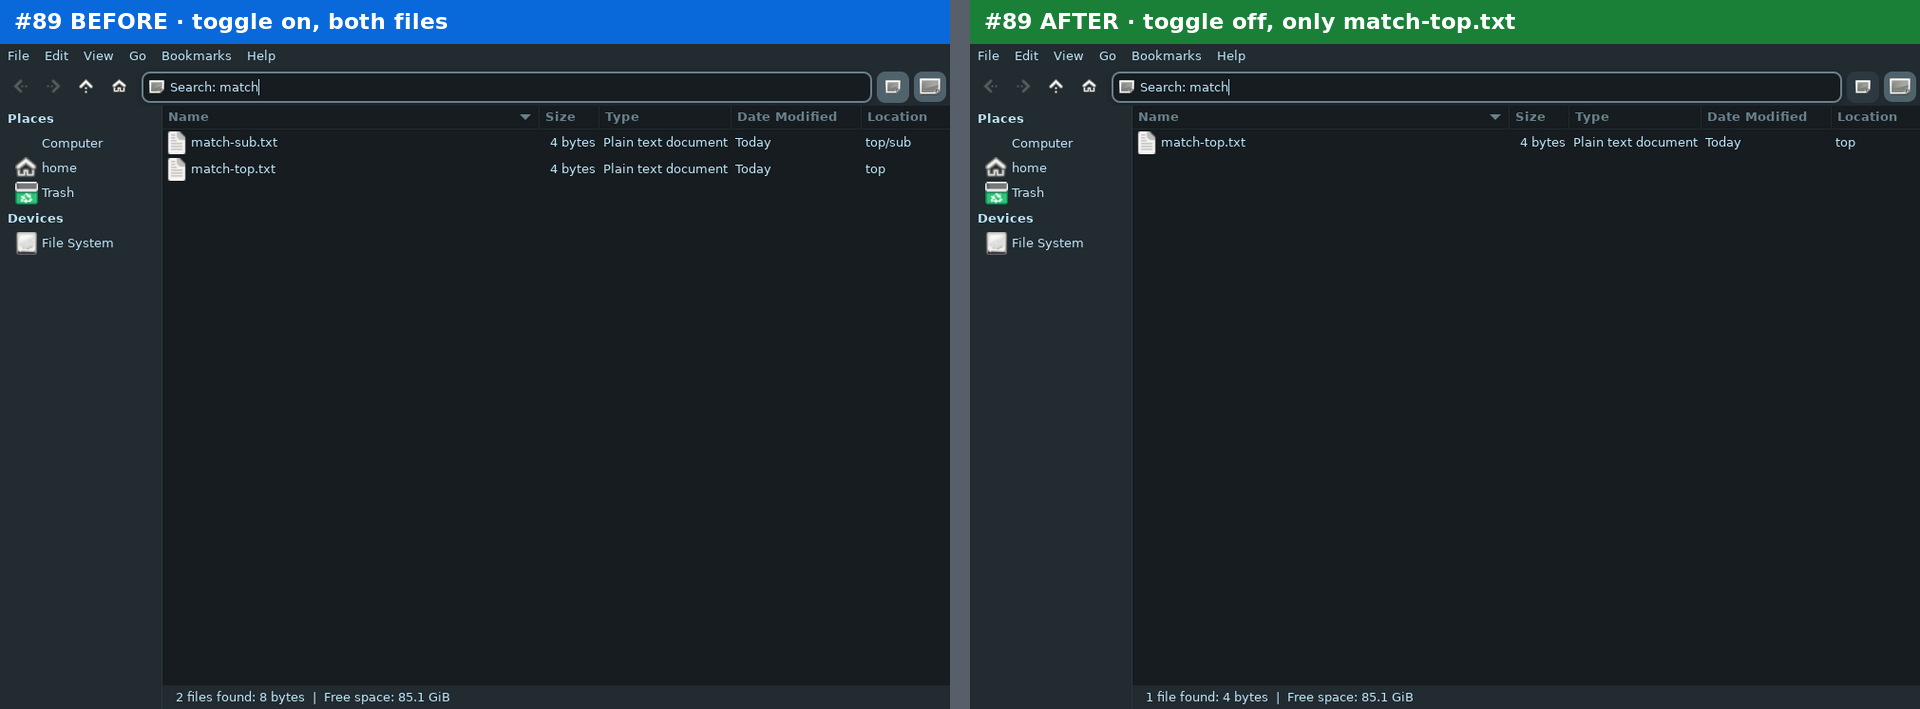 #89 BEFORE · toggle on, both files
File Edit View Go Bookmarks Help
Search: match
Places
Computer
home
Trash
Devices
File System
Name Size Type Date Modified Location
match-sub.txt 4 bytes Plain text document Today top/sub
match-top.txt 4 bytes Plain text document Today top
2 files found: 8 bytes | Free space: 85.1 GiB
#89 AFTER · toggle off, only match-top.txt
File Edit View Go Bookmarks Help
Search: match
Places
Computer
home
Trash
Devices
File System
Name Size Type Date Modified Location
match-top.txt 4 bytes Plain text document Today top
1 file found: 4 bytes | Free space: 85.1 GiB